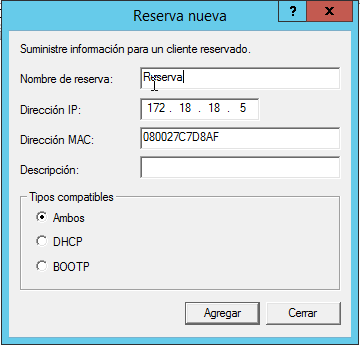 Reserva nueva
? x
Suministre información para un cliente reservado.
Nombre de reserva: Reserva
Dirección IP: 172 . 18 . 18 . 5
Dirección MAC: 080027C7D8AF
Descripción:
Tipos compatibles
Ambos
DHCP
BOOTP
Agregar Cerrar